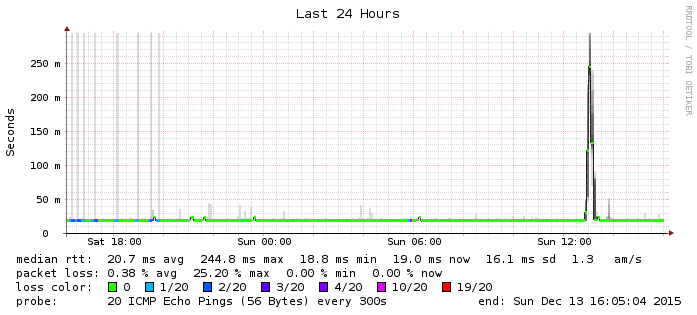 Last 24 Hours
RRDTOOL / TOBI OETIKER
Seconds
250 m
200 m
150 m
100 m
50 m
0
Sat 18:00 Sun 00:00 Sun 06:00 Sun 12:00
median rtt: 20.7 ms avg 244.8 ms max 18.8 ms min 19.0 ms now 16.1 ms sd 1.3 am/s
packet loss: 0.38 % avg 25.20 % max 0.00 % min 0.00 % now
loss color: 0 1/20 2/20 3/20 4/20 10/20 19/20
probe: 20 ICMP Echo Pings (56 Bytes) every 300s end: Sun Dec 13 16:05:04 2015